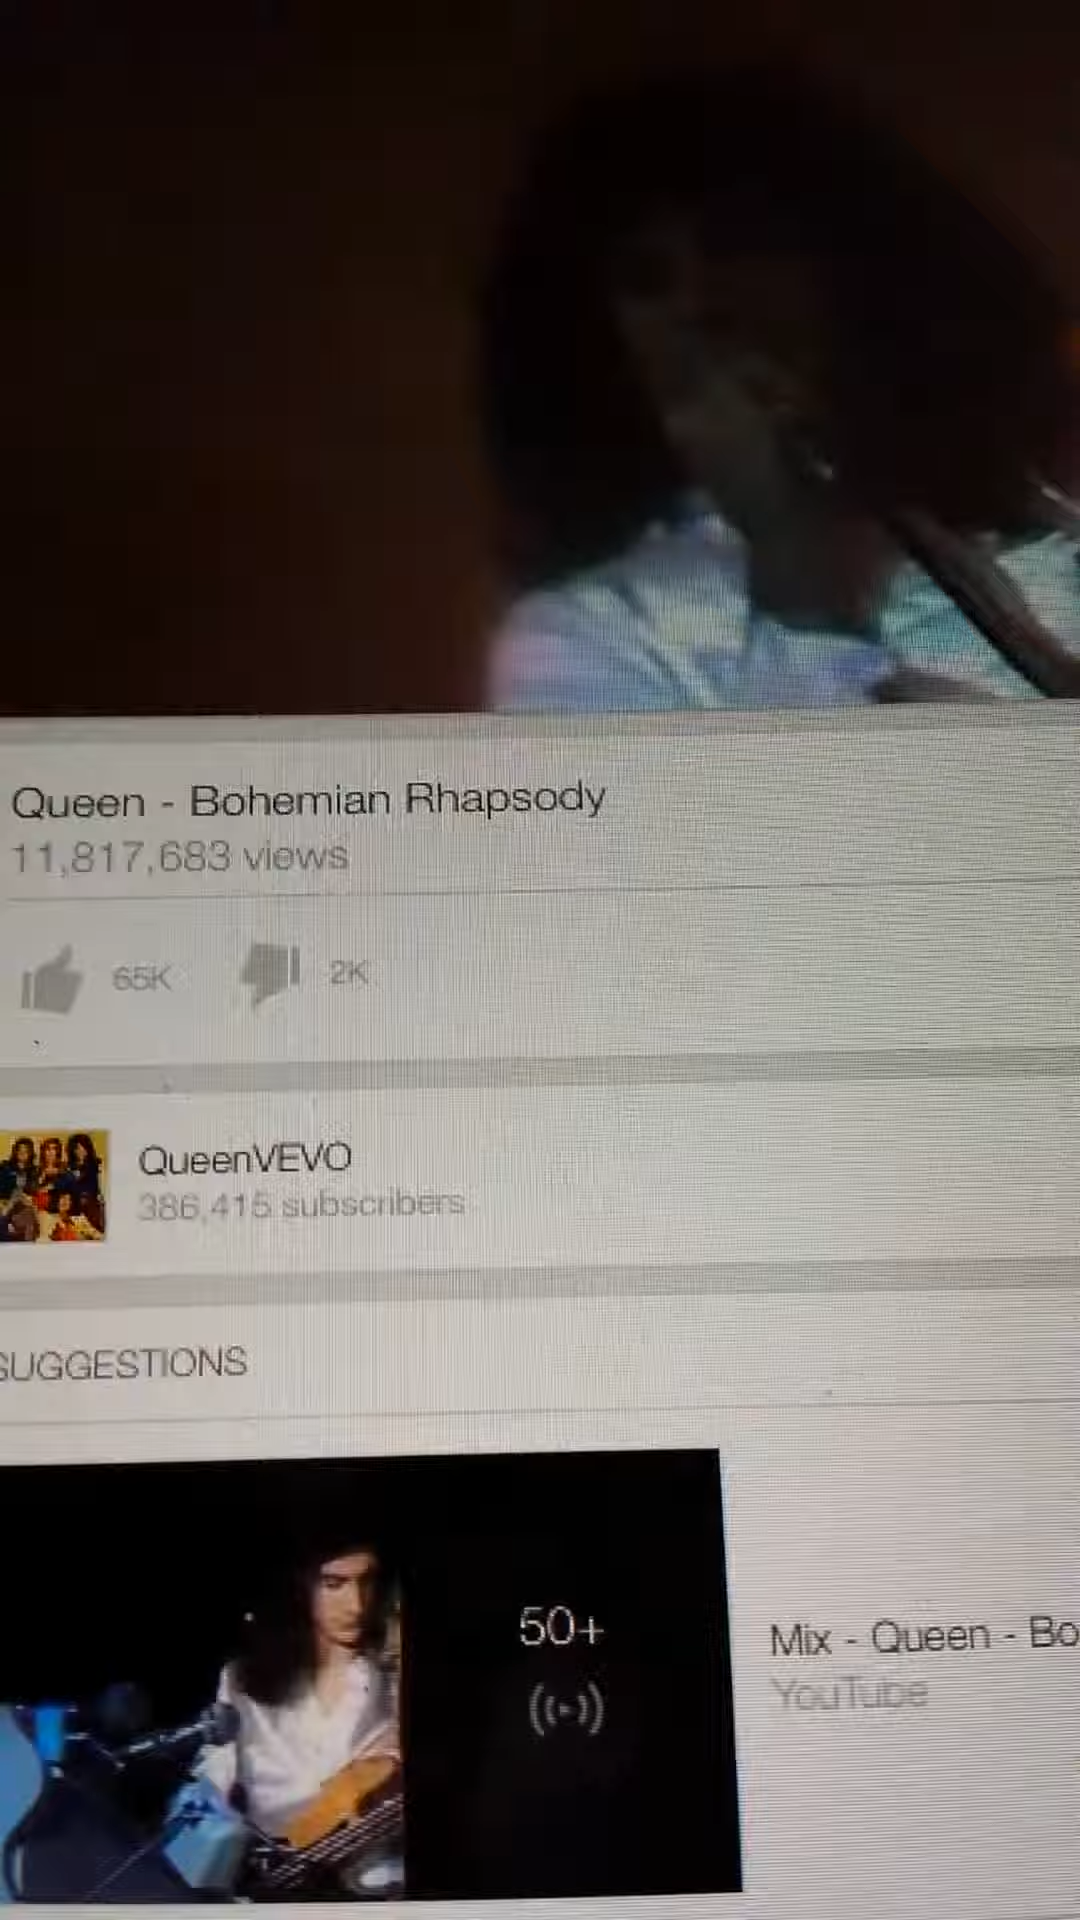 Queen - Bohemian Rhapsody
11,817,683 views
65K
2K
QueenVEVO
386,415 subscribers
SUGGESTIONS
50+
Mix - Queen - Bo
YouTube